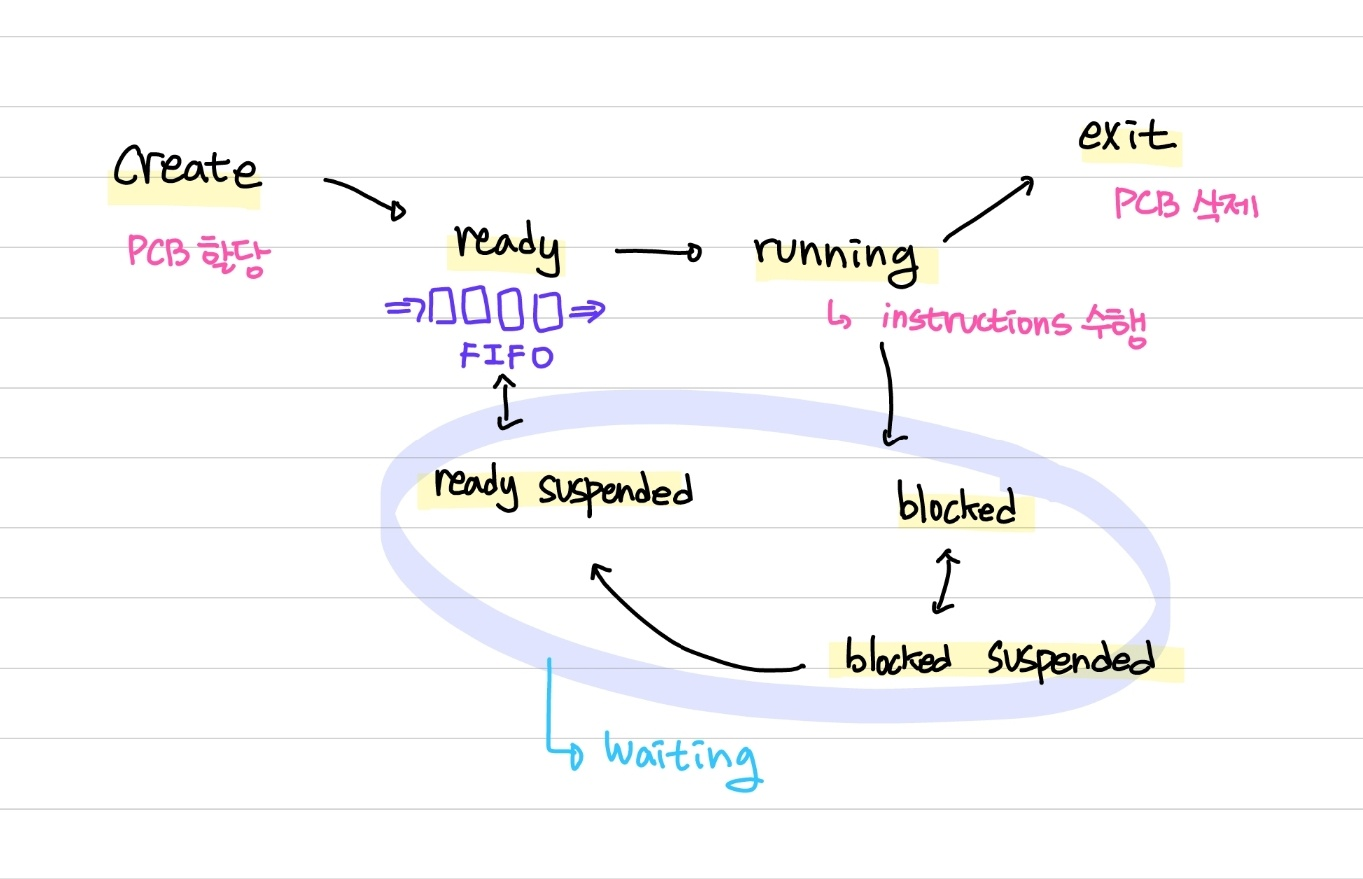 Create
PCB 할당
ready
FIFO
running
↳ instructions 수행
exit
PCB 삭제
ready suspended
blocked
blocked suspended
Waiting